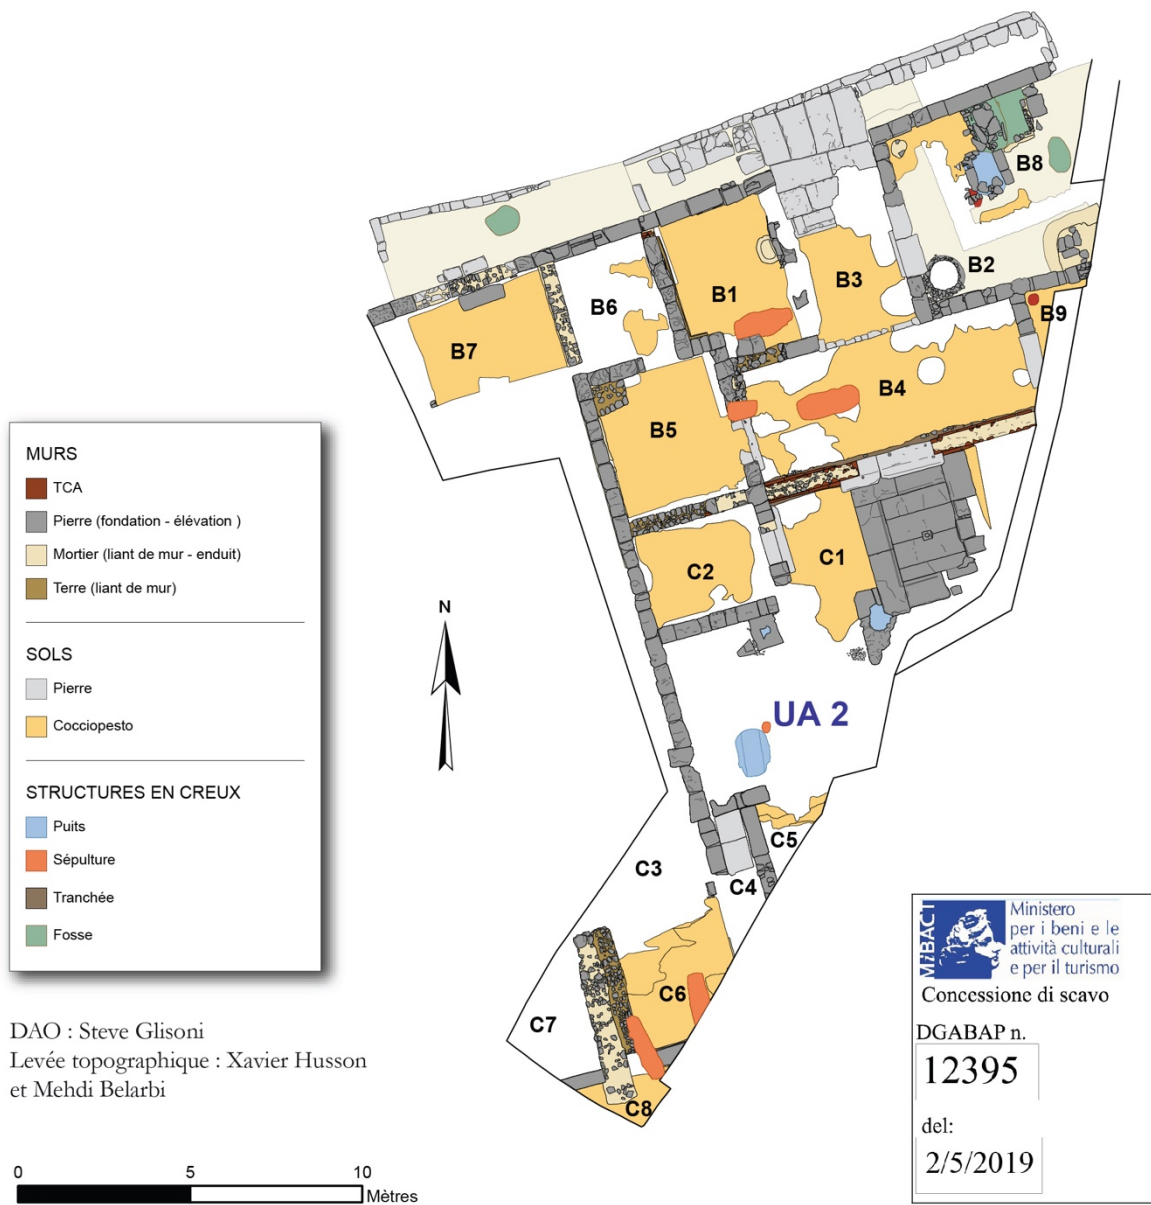 B8
B2
B1
B3
B6
B9
B7
B4
B5
C1
C2
UA 2
C5
C3
C4
C6
C7
C8
N
MURS
TCA
Pierre (fondation - élévation )
Mortier (liant de mur - enduit)
Terre (liant de mur)
SOLS
Pierre
Cocciopesto
STRUCTURES EN CREUX
Puits
Sépulture
Tranchée
Fosse
DAO : Steve Glisoni
Levée topographique : Xavier Husson
et Mehdi Belarbi
0 5 10
Mètres
MiBACT
Ministero
per i beni e le
attività culturali
e per il turismo
Concessione di scavo
DGABAP n.
12395
del:
2/5/2019